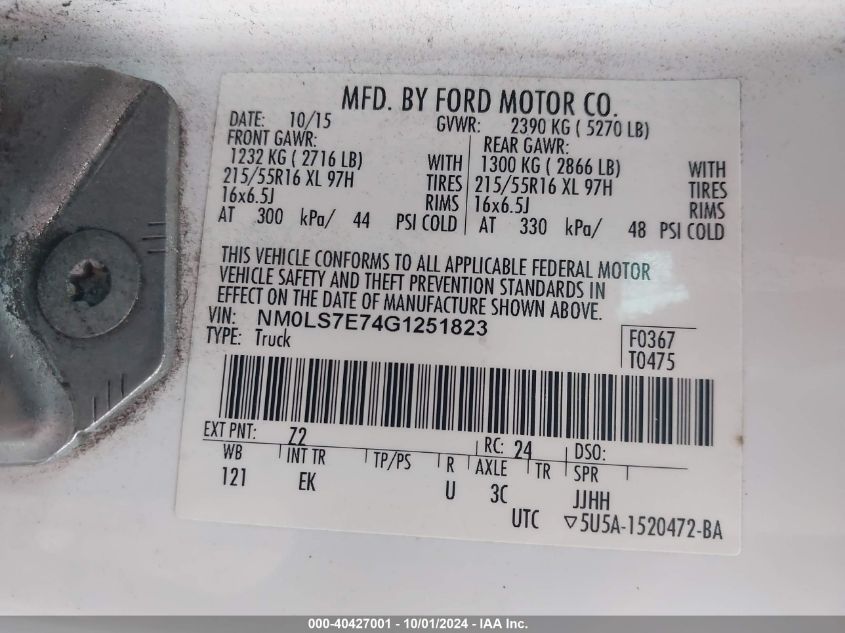 MFD. BY FORD MOTOR CO.
DATE: 10/15 GVWR: 2390 KG ( 5270 LB)
FRONT GAWR: REAR GAWR:
1232 KG ( 2716 LB) WITH 1300 KG ( 2866 LB) WITH
215/55R16 XL 97H TIRES 215/55R16 XL 97H TIRES
16x6.5J RIMS 16x6.5J RIMS
AT 300 kPa/ 44 PSI COLD AT 330 kPa/ 48 PSI COLD
THIS VEHICLE CONFORMS TO ALL APPLICABLE FEDERAL MOTOR
VEHICLE SAFETY AND THEFT PREVENTION STANDARDS IN
EFFECT ON THE DATE OF MANUFACTURE SHOWN ABOVE.
VIN: NM0LS7E74G1251823
TYPE: Truck
F0367
T0475
EXT PNT: Z2 RC: 24 DSO:
WB INT TR TP/PS R AXLE TR SPR
121 EK U 3C JJHH
UTC ▽5U5A-1520472-BA
000-40427001 - 10/01/2024 - IAA Inc.